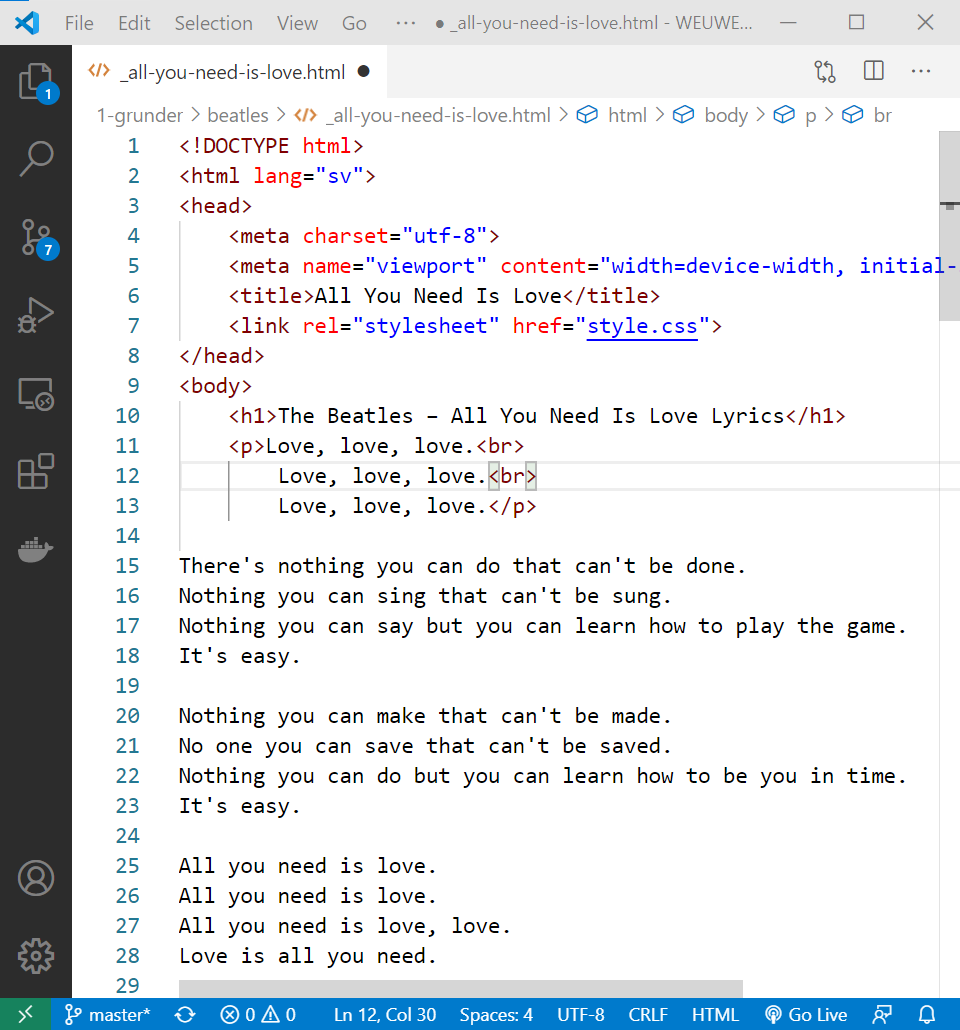 File Edit Selection View Go ··· ● _all-you-need-is-love.html - WEUWE...
1
_all-you-need-is-love.html ●
1-grunder > beatles > _all-you-need-is-love.html > html > body > p > br
7
1 <!DOCTYPE html>
2 <html lang="sv">
3 <head>
4 <meta charset="utf-8">
5 <meta name="viewport" content="width=device-width, initial-
6 <title>All You Need Is Love</title>
7 <link rel="stylesheet" href="style.css">
8 </head>
9 <body>
10 <h1>The Beatles – All You Need Is Love Lyrics</h1>
11 <p>Love, love, love.<br>
12 Love, love, love.<br>
13 Love, love, love.</p>
14
15 There's nothing you can do that can't be done.
16 Nothing you can sing that can't be sung.
17 Nothing you can say but you can learn how to play the game.
18 It's easy.
19
20 Nothing you can make that can't be made.
21 No one you can save that can't be saved.
22 Nothing you can do but you can learn how to be you in time.
23 It's easy.
24
25 All you need is love.
26 All you need is love.
27 All you need is love, love.
28 Love is all you need.
29
master* 0 0 Ln 12, Col 30 Spaces: 4 UTF-8 CRLF HTML Go Live